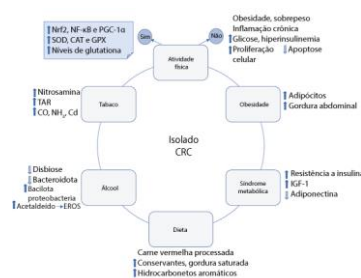 ↑Nrf2, NF-κB e PGC-1α
↑SOD, CAT e GPX
↑Níveis de glutationa
Sim
Não
Obesidade, sobrepeso
Inflamação crônica
↑Glicose, hiperinsulinemia
↑Proliferação ↓Apoptose
celular
Atividade
física
↑Nitrosamina
↑TAR
↑CO, NH₃, Cd
Tabaco
Obesidade
↑Adipócitos
↑Gordura abdominal
Isolado
CRC
↓Disbiose
↓Bacteroidota
↑Bacilota
proteobacteria
↑Acetaldeído→EROS
Álcool
Síndrome
metabólica
↑Resistência a insulina
↑IGF-1
↓Adiponectina
Dieta
Carne vermelha processada
↑Conservantes, gordura saturada
↑Hidrocarbonetos aromáticos